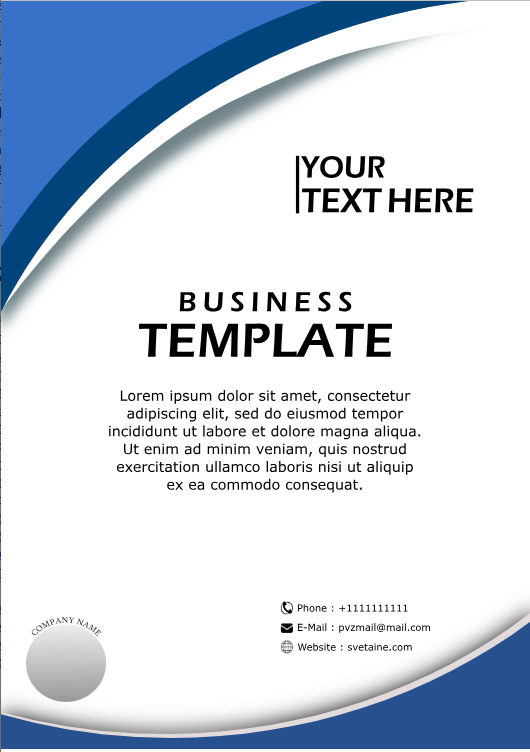 YOUR
TEXT HERE
BUSINESS
TEMPLATE
Lorem ipsum dolor sit amet, consectetur
adipiscing elit, sed do eiusmod tempor
incididunt ut labore et dolore magna aliqua.
Ut enim ad minim veniam, quis nostrud
exercitation ullamco laboris nisi ut aliquip
ex ea commodo consequat.
COMPANY NAME
Phone : +1111111111
E-Mail : pvzmail@mail.com
Website : svetaine.com